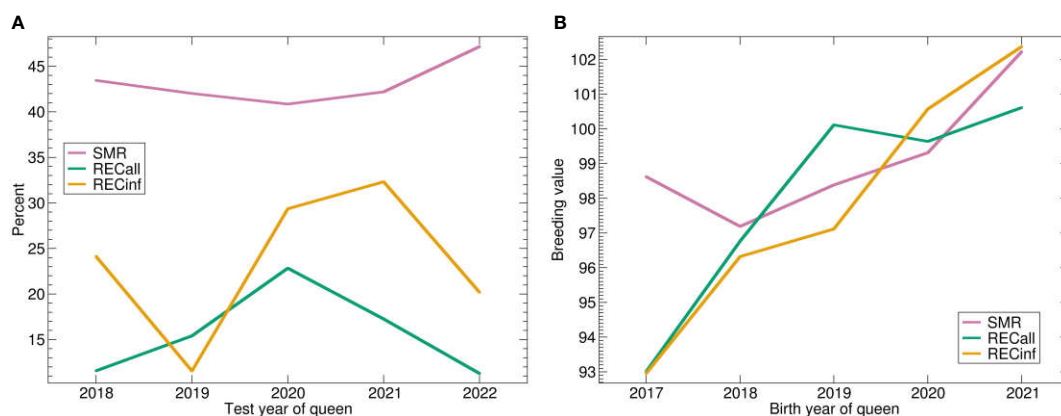 A
45
40
35
30
25
20
15
Percent
SMR
RECall
RECinf
2018 2019 2020 2021 2022
Test year of queen
B
102
101
100
99
98
97
96
95
94
93
Breeding value
SMR
RECall
RECinf
2017 2018 2019 2020 2021
Birth year of queen